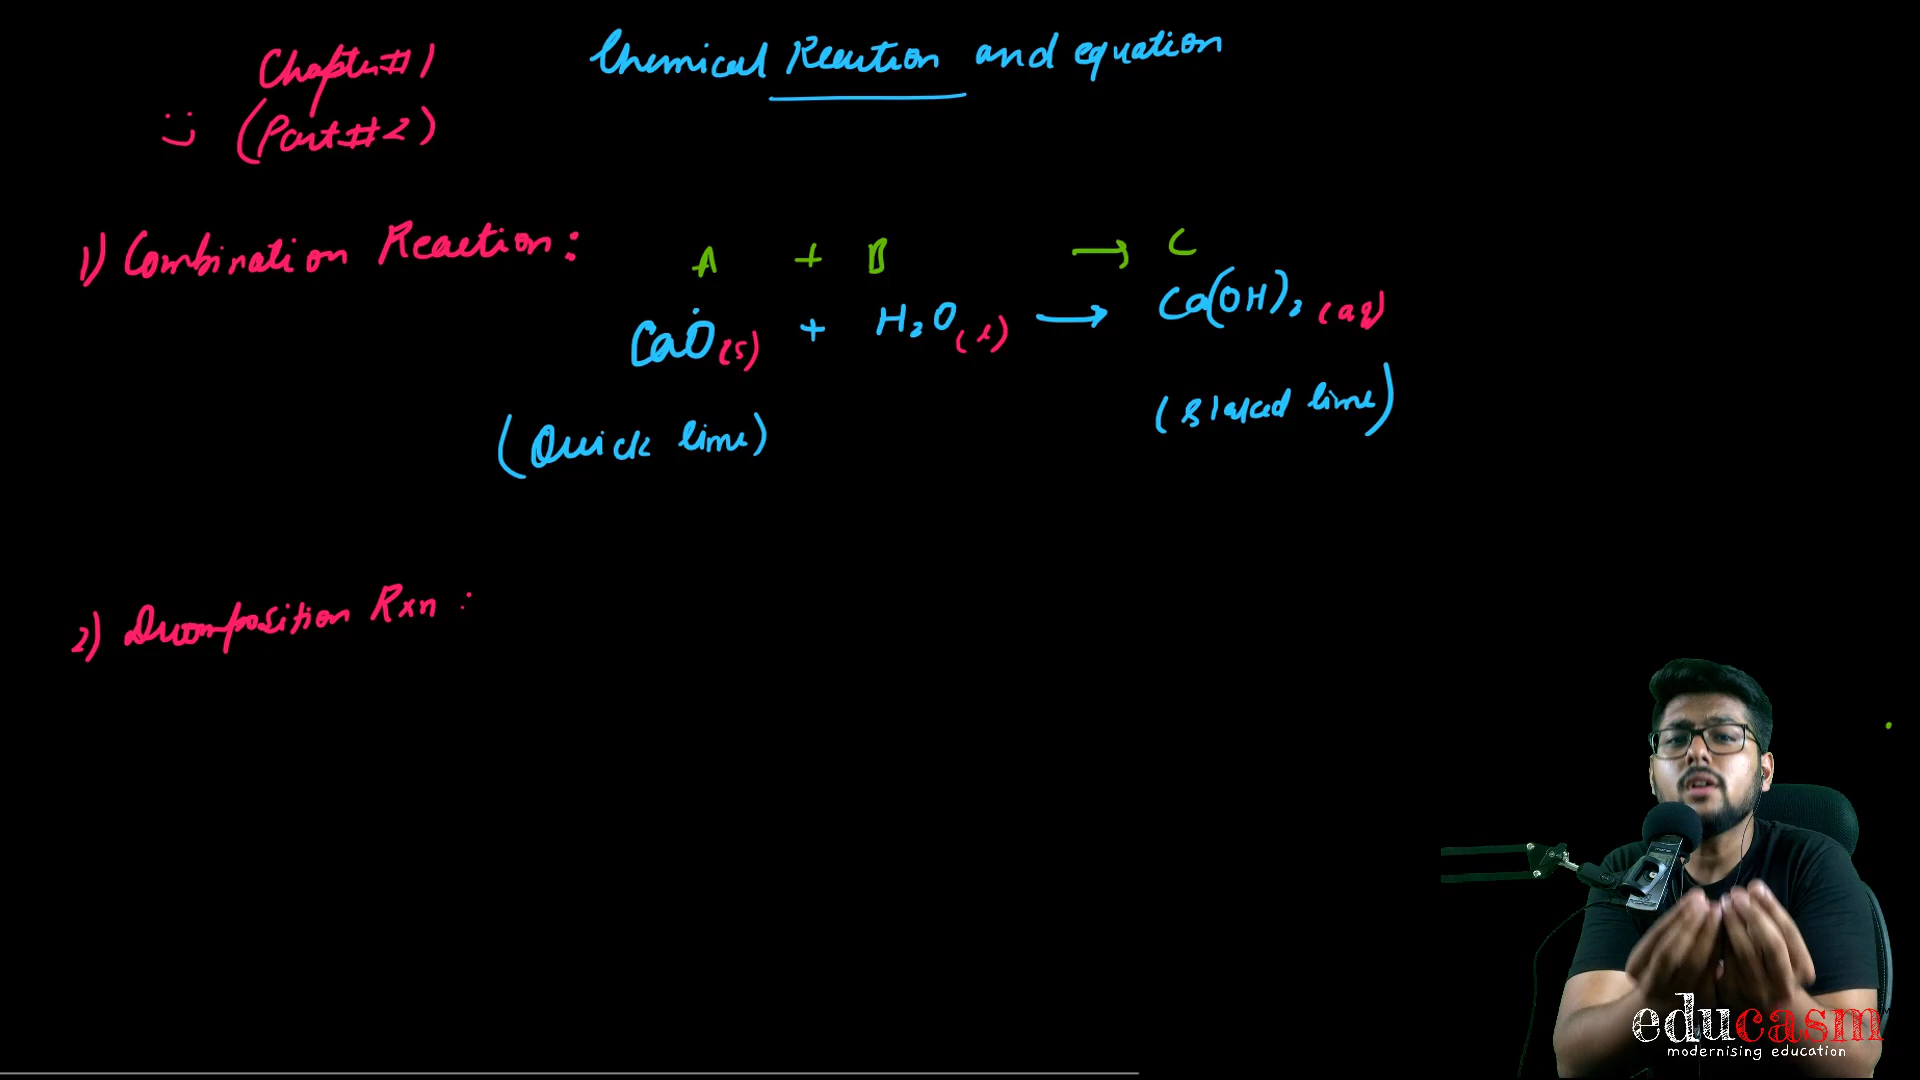 Chapter # 1
Chemical Reaction and equation
(Part # 2)
1) Combination Reaction:
A + B → C
CaO(s) + H₂O(l) → Ca(OH)₂(aq)
(Quick lime)
(Slaked lime)
2) Decomposition Rxn :
educasm
modernising education